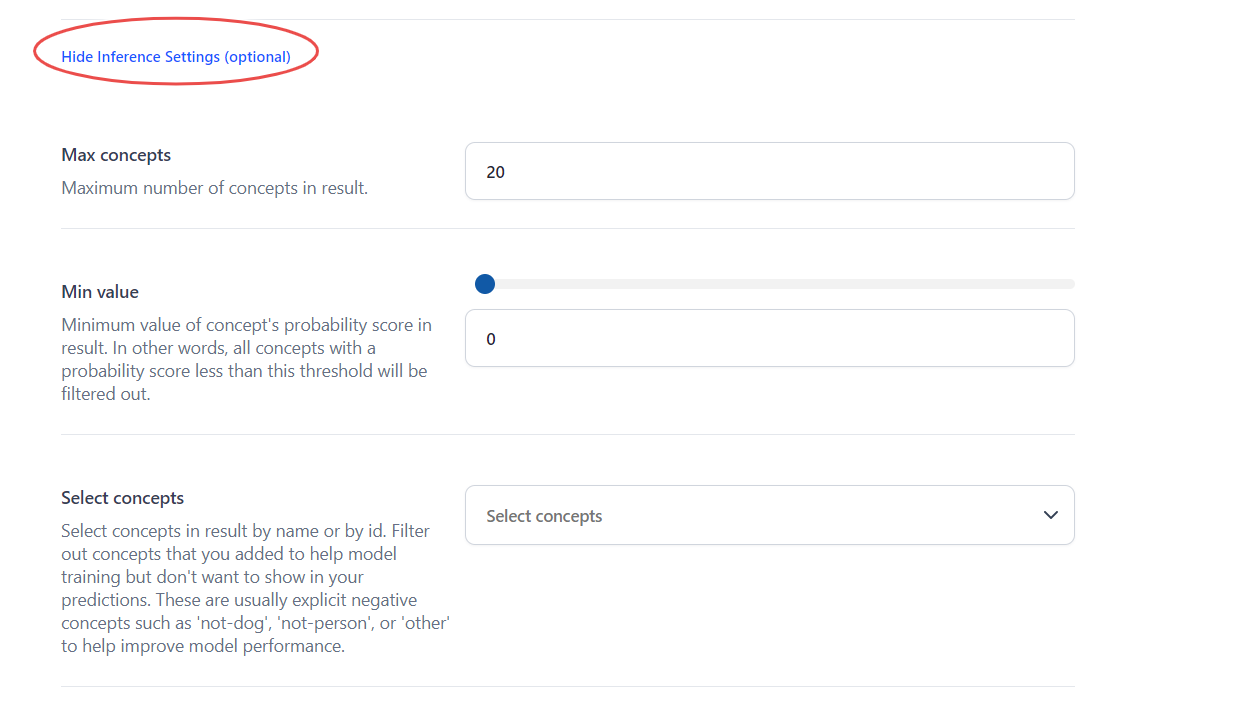 Hide Inference Settings (optional)
Max concepts
Maximum number of concepts in result.
20
Min value
Minimum value of concept's probability score in
result. In other words, all concepts with a
probability score less than this threshold will be
filtered out.
0
Select concepts
Select concepts in result by name or by id. Filter
out concepts that you added to help model
training but don't want to show in your
predictions. These are usually explicit negative
concepts such as 'not-dog', 'not-person', or 'other'
to help improve model performance.
Select concepts